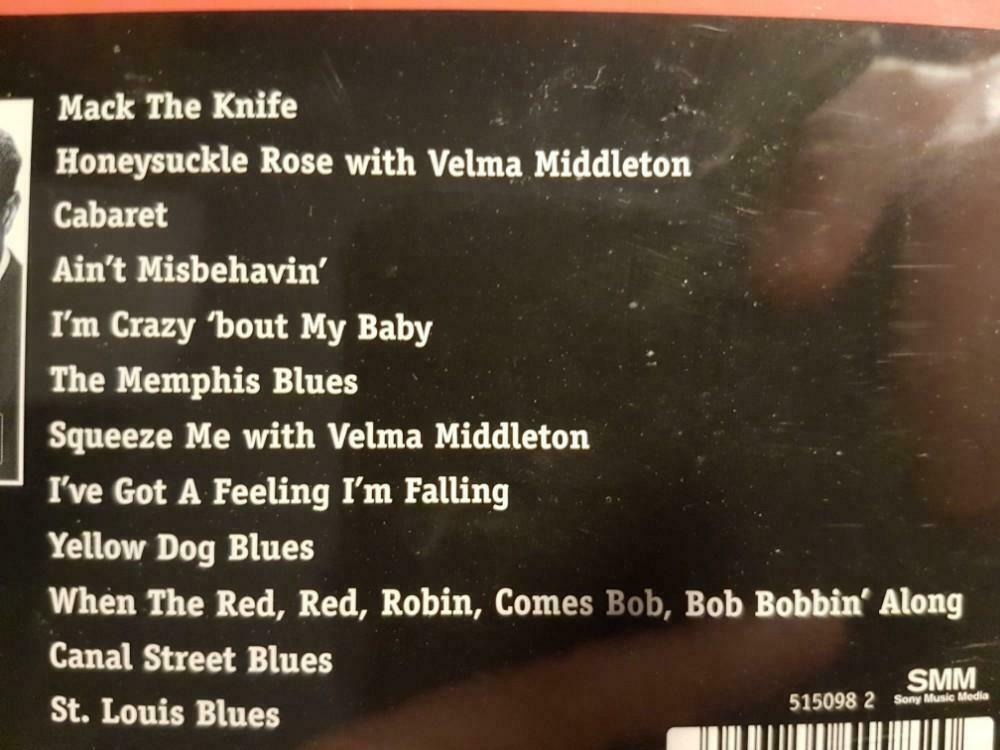 Mack The Knife
Honeysuckle Rose with Velma Middleton
Cabaret
Ain't Misbehavin'
I'm Crazy 'bout My Baby
The Memphis Blues
Squeeze Me with Velma Middleton
I've Got A Feeling I'm Falling
Yellow Dog Blues
When The Red, Red, Robin, Comes Bob, Bob Bobbin' Along
Canal Street Blues
St. Louis Blues
515098 2
SMM
Sony Music Media